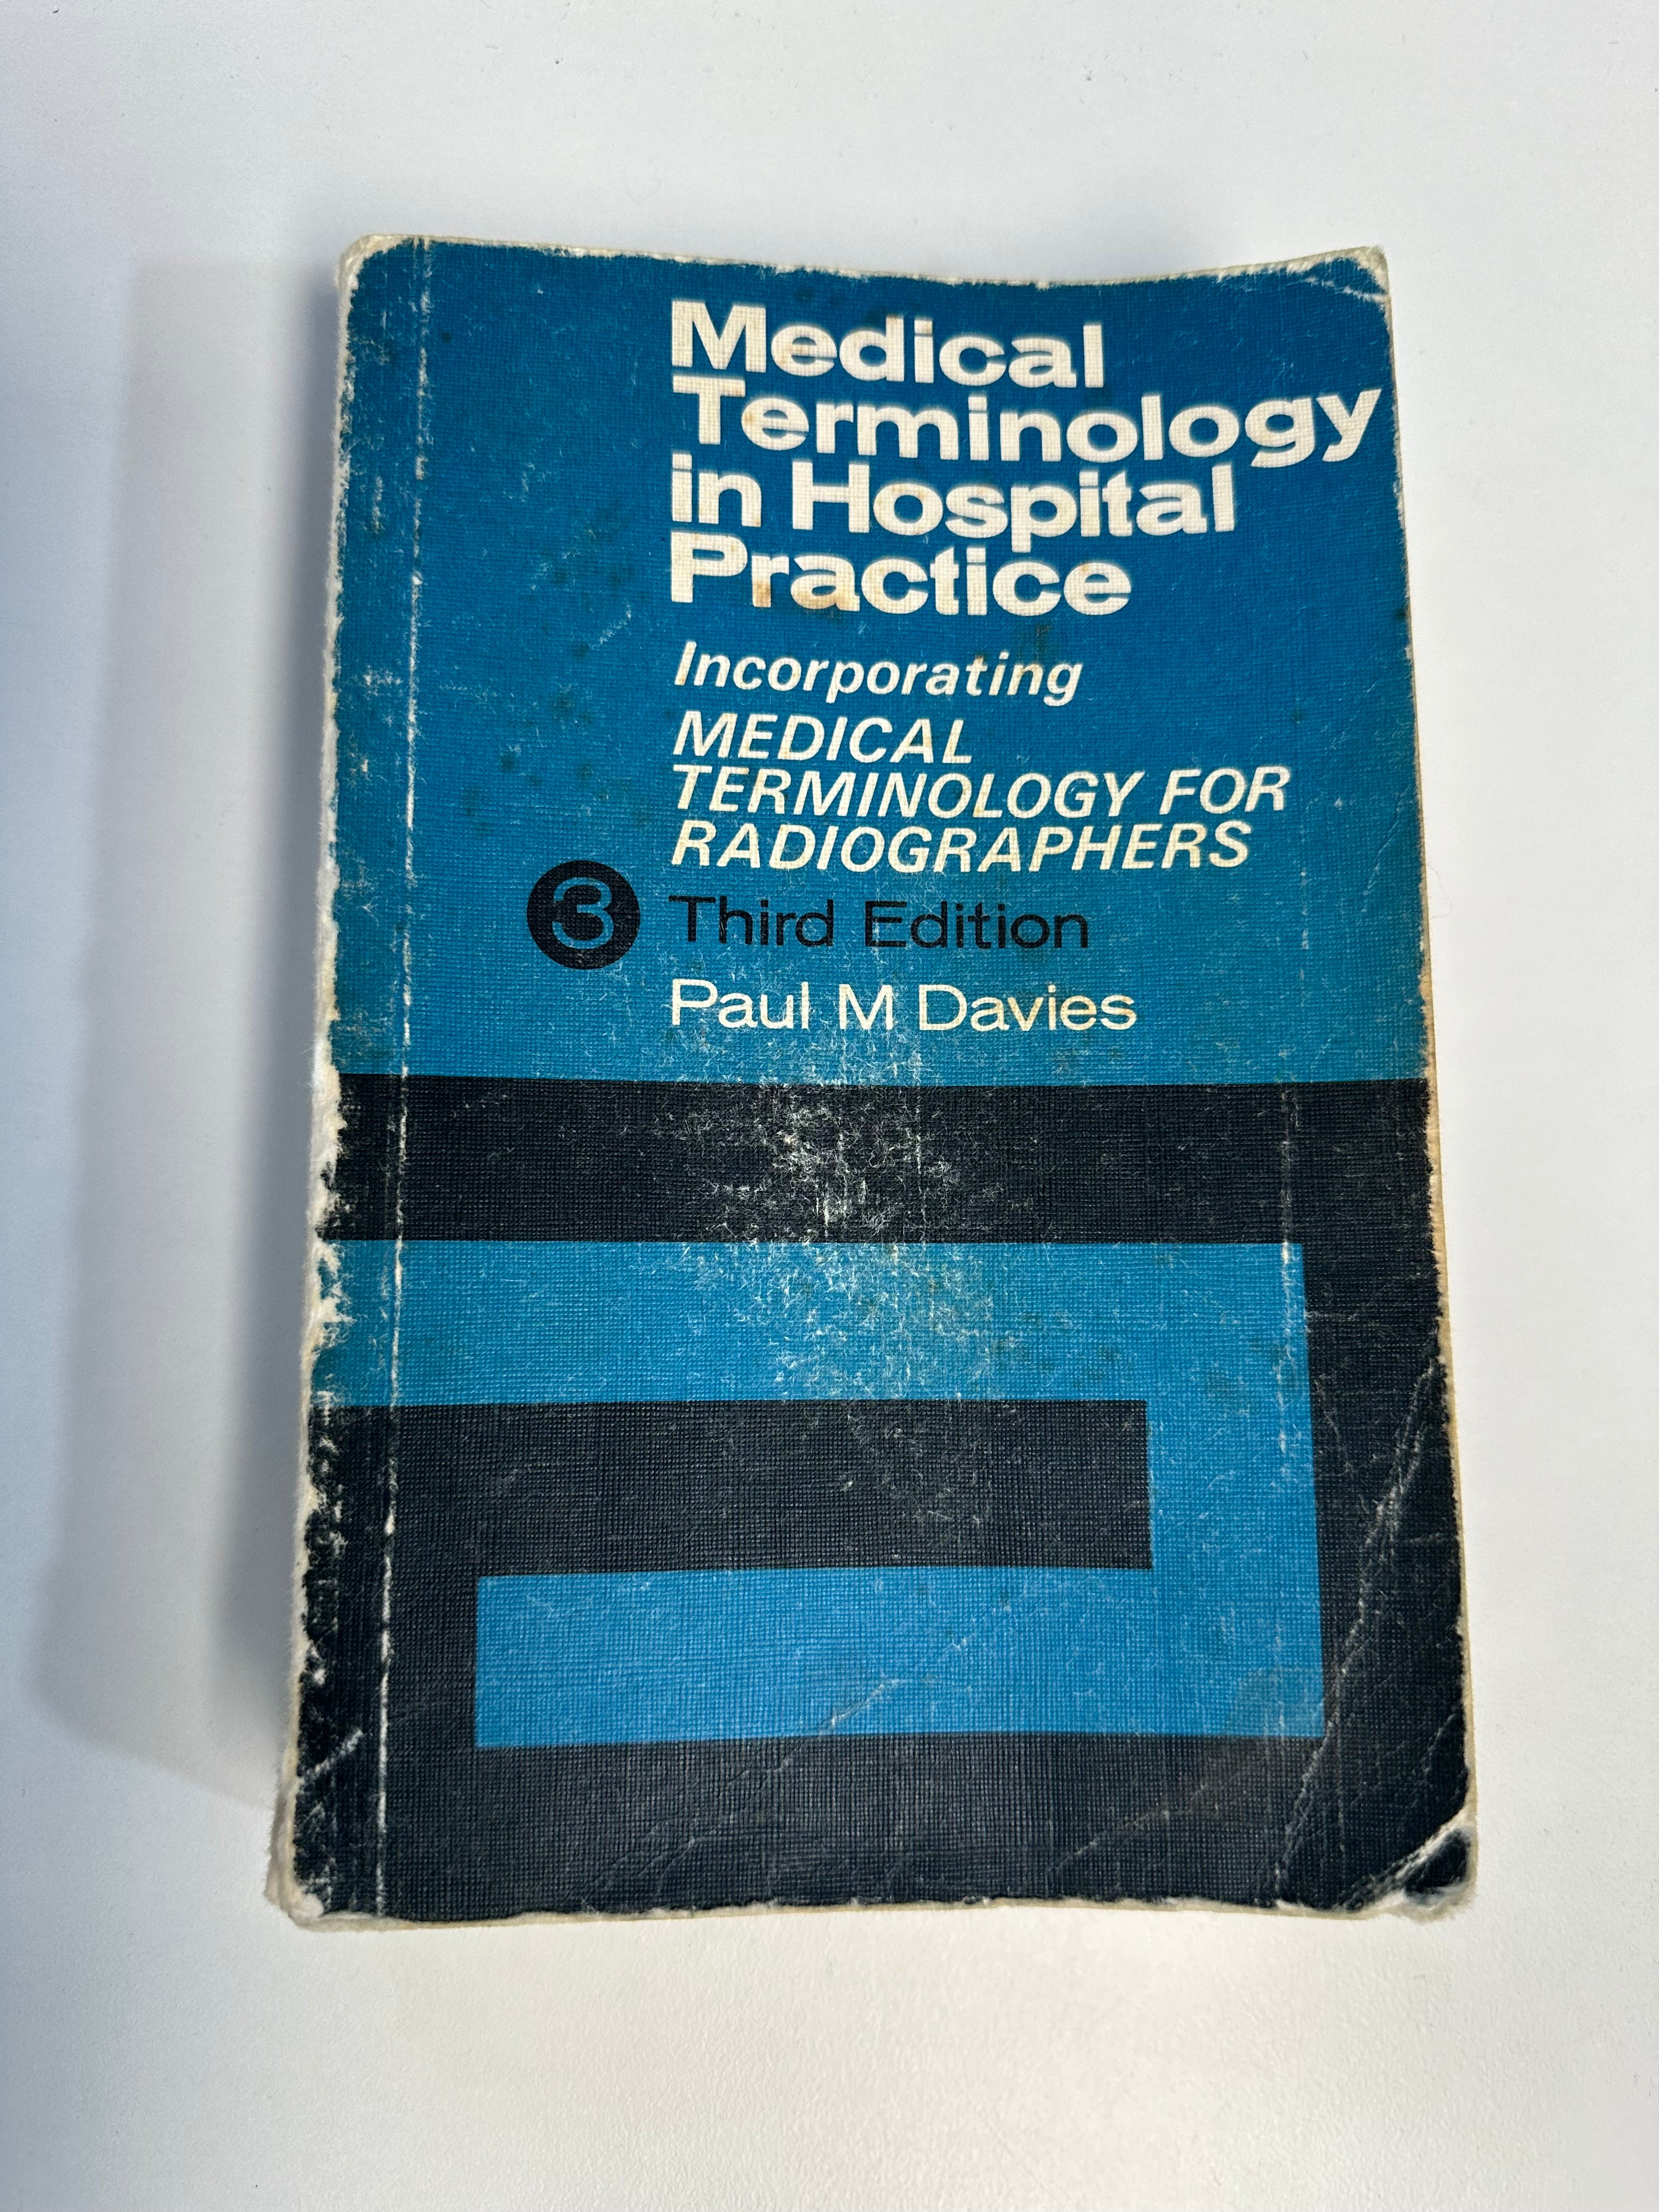 Medical
Terminology
in Hospital
Practice
Incorporating
MEDICAL
TERMINOLOGY FOR
RADIOGRAPHERS
3 Third Edition
Paul M Davies